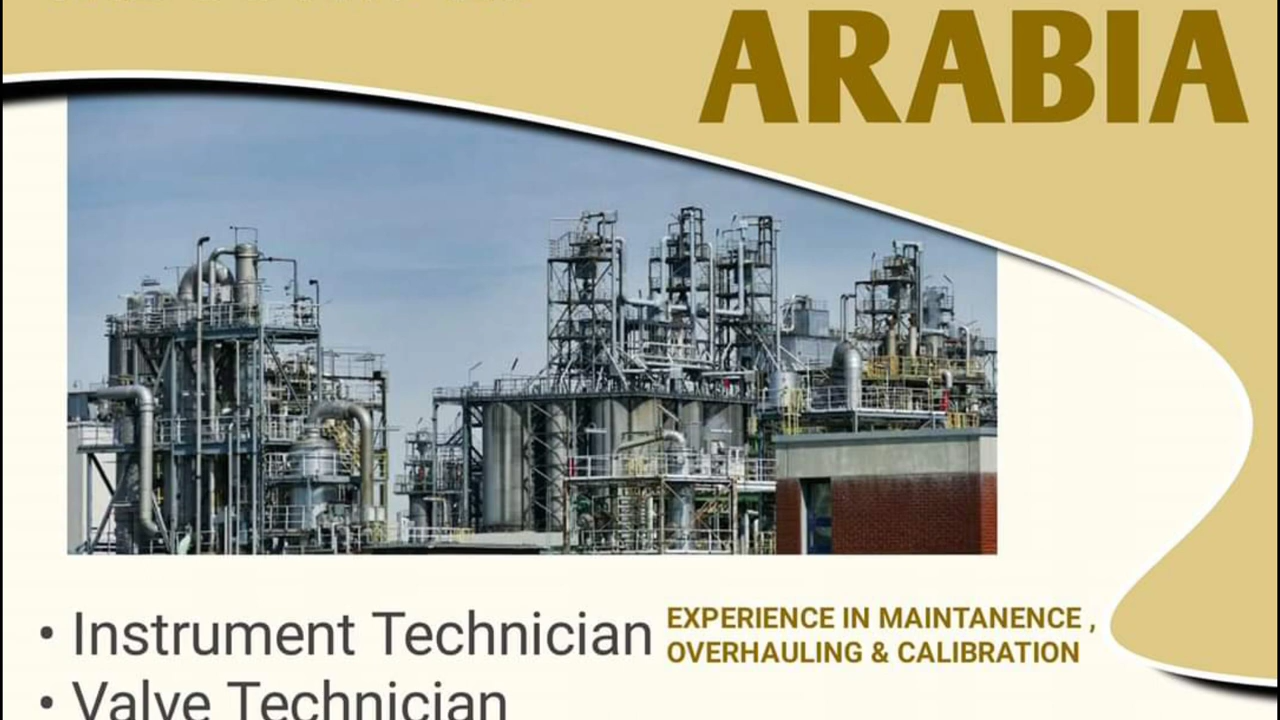 ARABIA
• Instrument Technician
EXPERIENCE IN MAINTANENCE ,
OVERHAULING & CALIBRATION
• Valve Technician